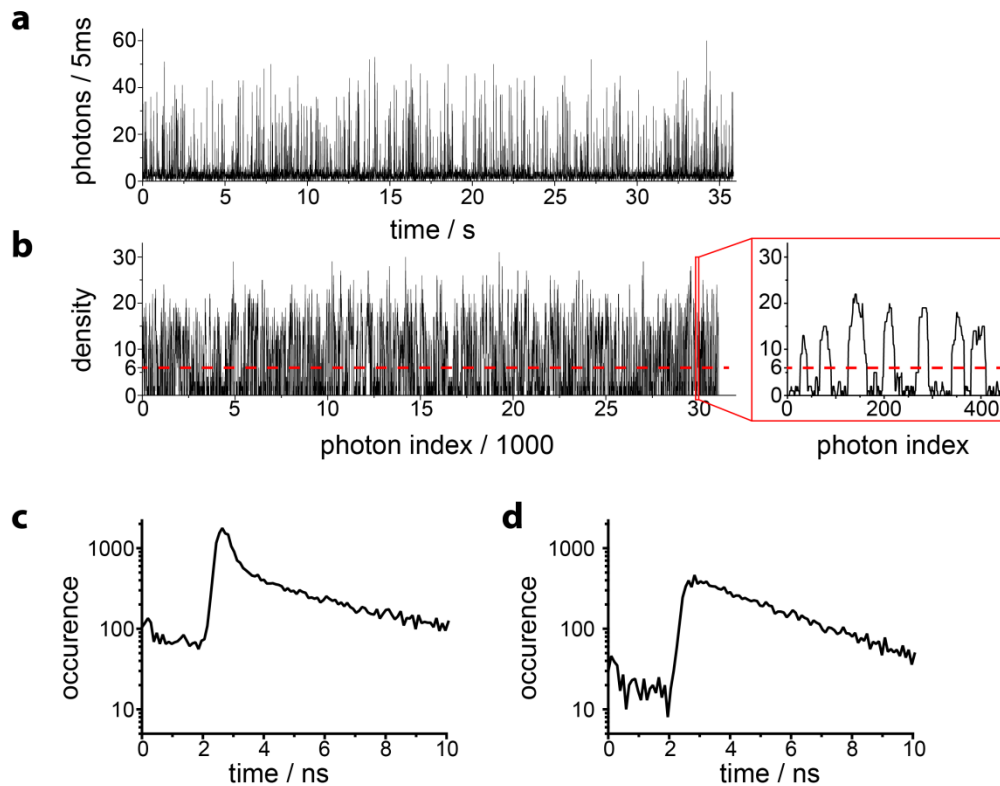 a
photons / 5ms
60
40
20
0
0 5 10 15 20 25 30 35
time / s
b
density
30
20
10
6
0
0 5 10 15 20 25 30
photon index / 1000
30
20
10
6
0
0 200 400
photon index
c
occurence
1000
100
10
0 2 4 6 8 10
time / ns
d
occurence
1000
100
10
0 2 4 6 8 10
time / ns